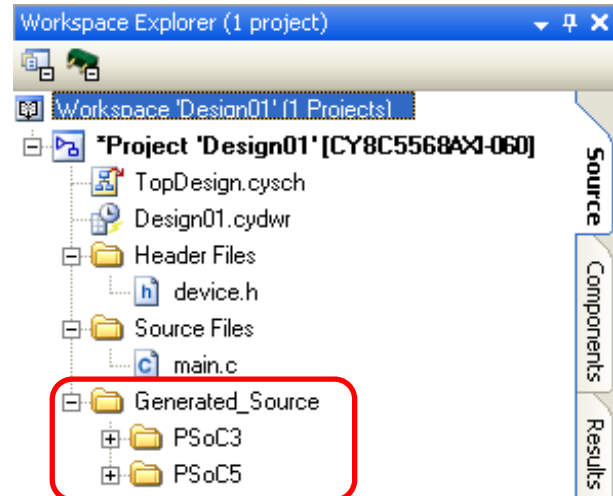 Workspace Explorer (1 project)
Workspace 'Design01' (1 Projects)
*Project 'Design01' [CY8C5568AXI-060]
TopDesign.cysch
Design01.cydwr
Header Files
h device.h
Source Files
c main.c
Generated_Source
PSoC3
PSoC5
Source
Components
Results